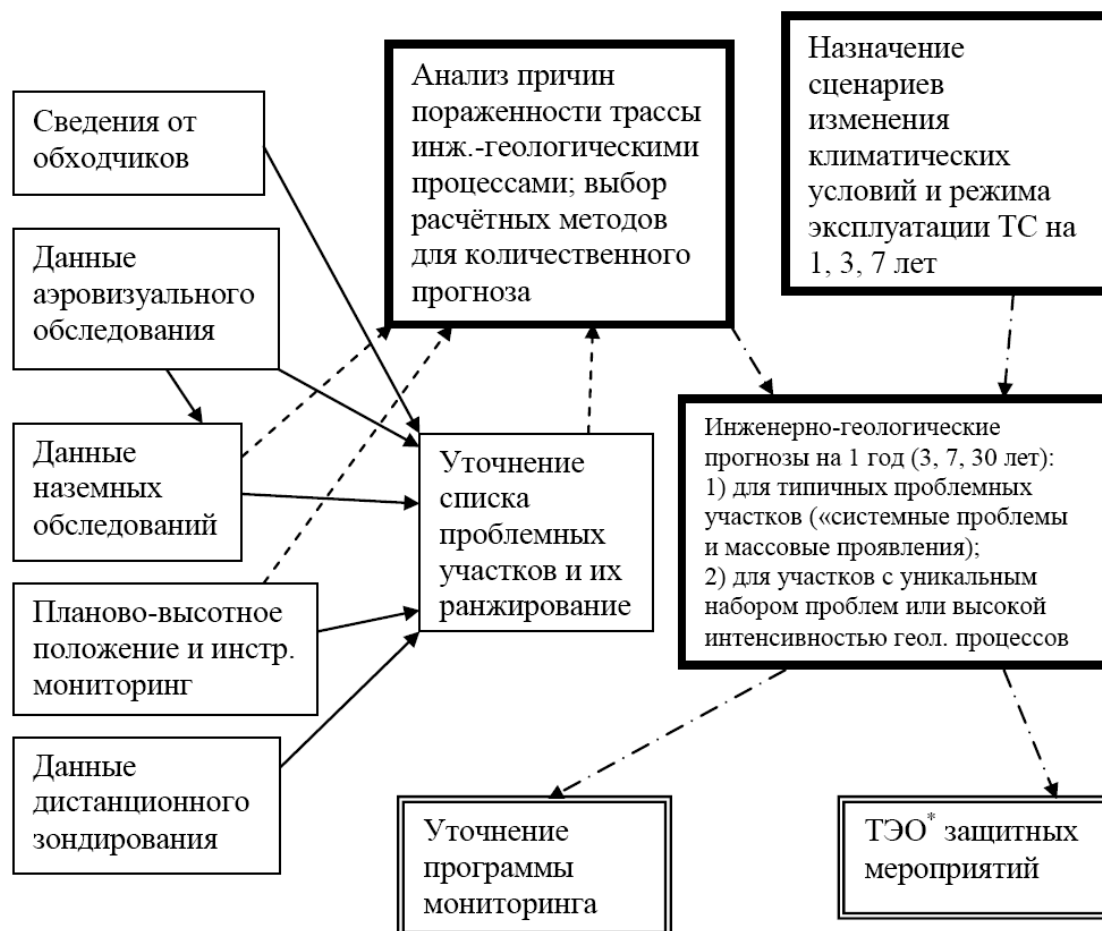 Сведения от
обходчиков
Данные
аэровизуального
обследования
Данные
наземных
обследований
Планово-высотное
положение и инстр.
мониторинг
Данные
дистанционного
зондирования
Анализ причин
пораженности трассы
инж.-геологическими
процессами; выбор
расчётных методов
для количественного
прогноза
Уточнение
списка
проблемных
участков и их
ранжирование
Назначение
сценариев
изменения
климатических
условий и режима
эксплуатации ТС на
1, 3, 7 лет
Инженерно-геологические
прогнозы на 1 год (3, 7, 30 лет):
1) для типичных проблемных
участков («системные проблемы
и массовые проявления);
2) для участков с уникальным
набором проблем или высокой
интенсивностью геол. процессов
Уточнение
программы
мониторинга
ТЭО* защитных
мероприятий